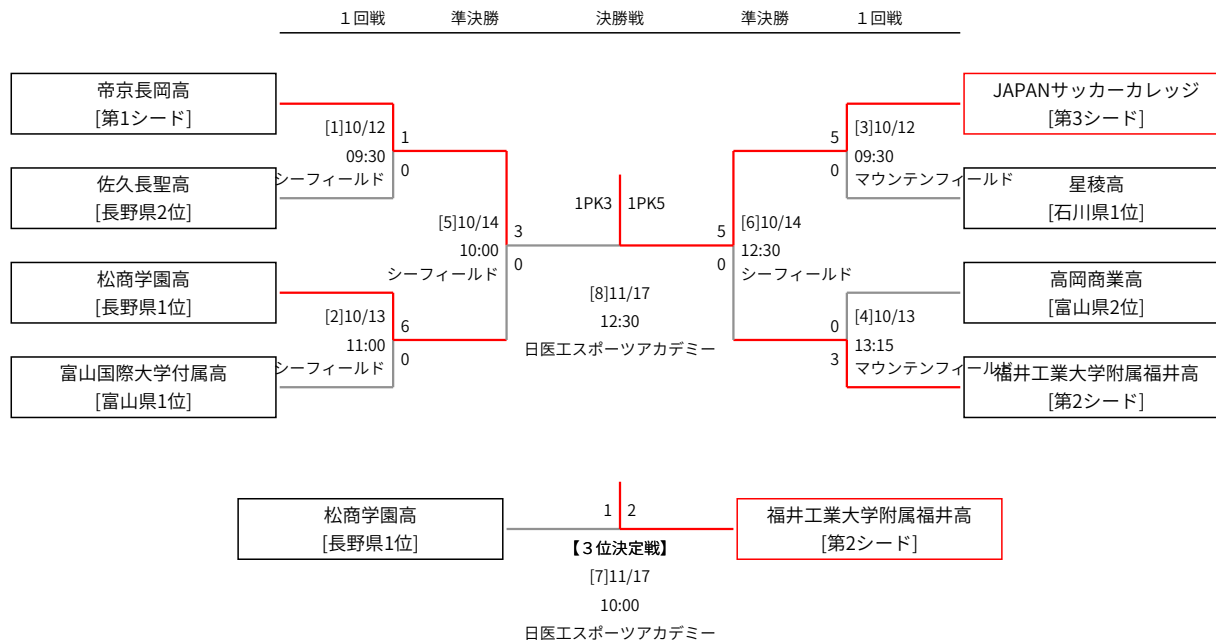 １回戦
準決勝
決勝戦
準決勝
１回戦
帝京長岡高
[第1シード]
佐久長聖高
[長野県2位]
松商学園高
[長野県1位]
富山国際大学付属高
[富山県1位]
[1]10/12
09:30
シーフィールド
1
0
[2]10/13
11:00
シーフィールド
6
0
[5]10/14
10:00
シーフィールド
3
0
1PK3
1PK5
[8]11/17
12:30
日医工スポーツアカデミー
5
0
[6]10/14
12:30
シーフィールド
5
0
[3]10/12
09:30
マウンテンフィールド
0
3
[4]10/13
13:15
マウンテンフィールド
JAPANサッカーカレッジ
[第3シード]
星稜高
[石川県1位]
高岡商業高
[富山県2位]
福井工業大学附属福井高
[第2シード]
松商学園高
[長野県1位]
1
2
【３位決定戦】
[7]11/17
10:00
日医工スポーツアカデミー
福井工業大学附属福井高
[第2シード]